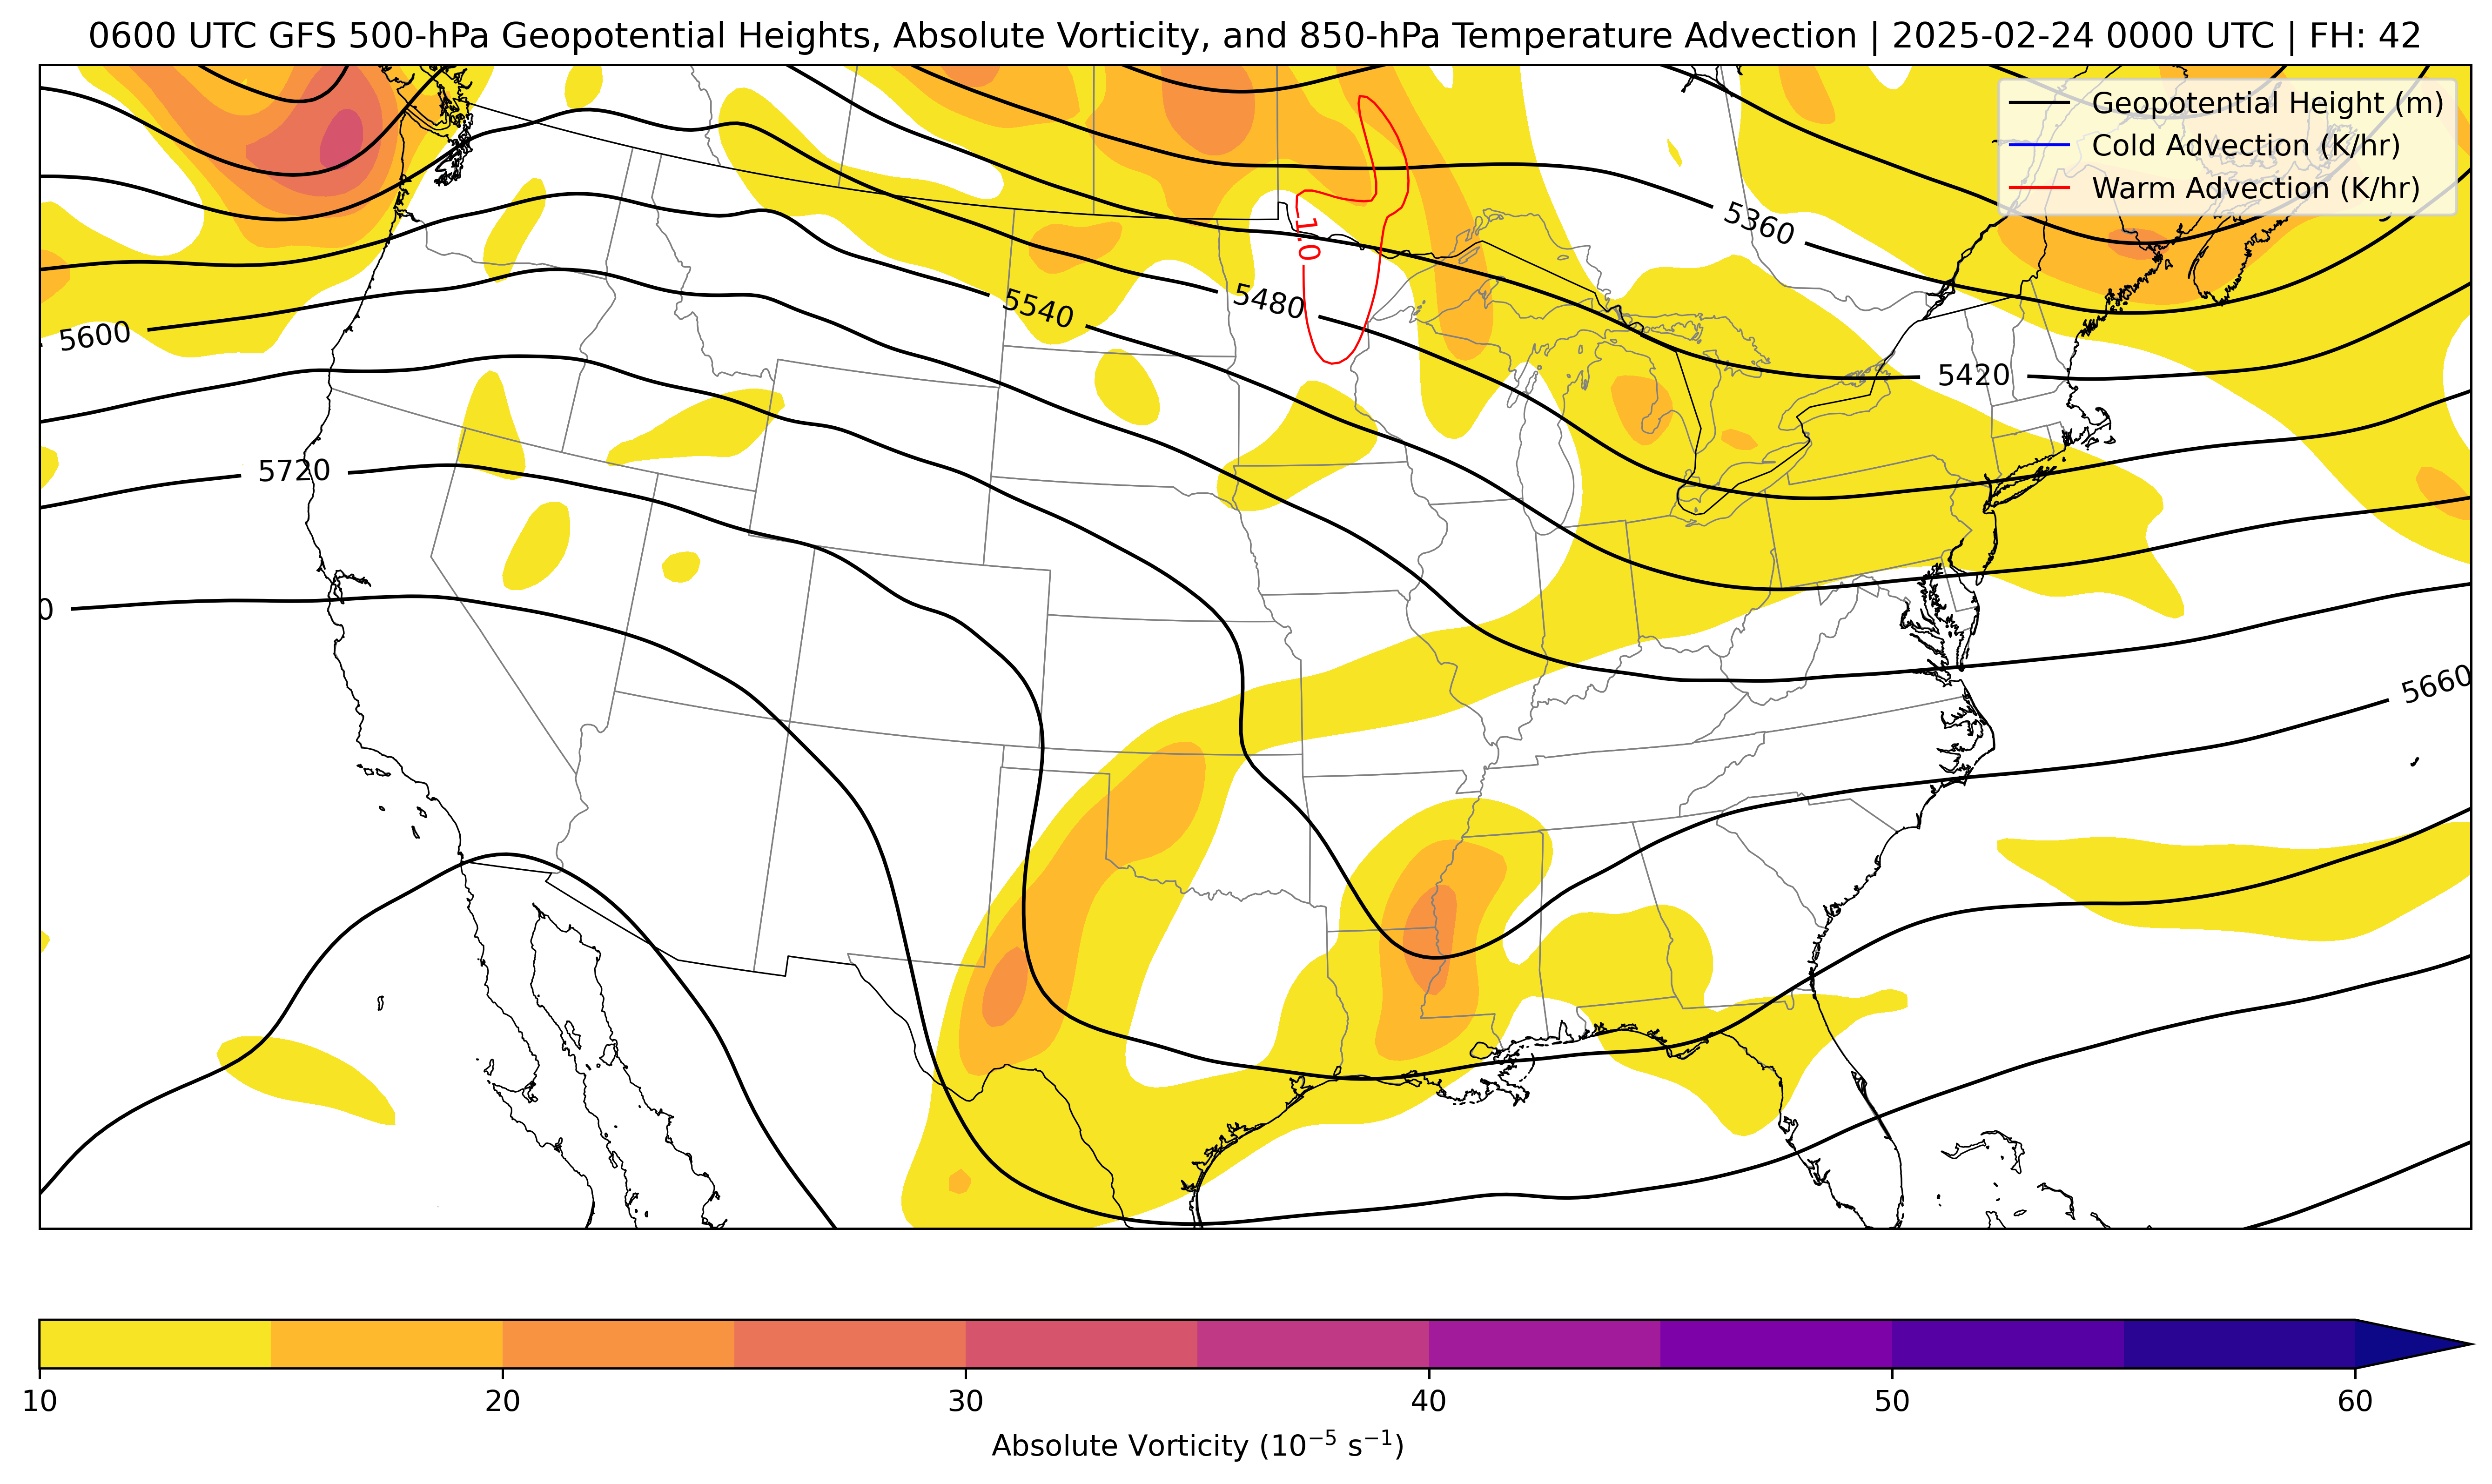 0600 UTC GFS 500-hPa Geopotential Heights, Absolute Vorticity, and 850-hPa Temperature Advection | 2025-02-24 0000 UTC | FH: 42
Geopotential Height (m)
Cold Advection (K/hr)
Warm Advection (K/hr)
5360
1.0
5480
5540
5600
5420
5720
0
5660
10 20 30 40 50 60
Absolute Vorticity (10⁻⁵ s⁻¹)